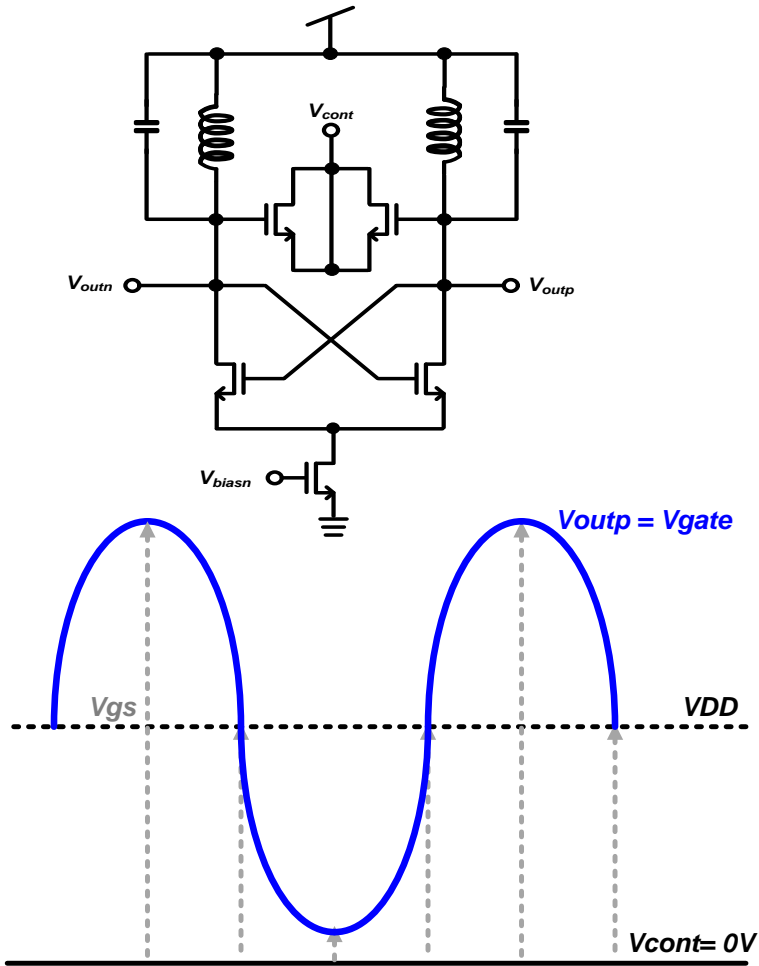 Vcont
Voutn
Voutp
Vbiasn
Voutp = Vgate
Vgs
VDD
Vcont= 0V